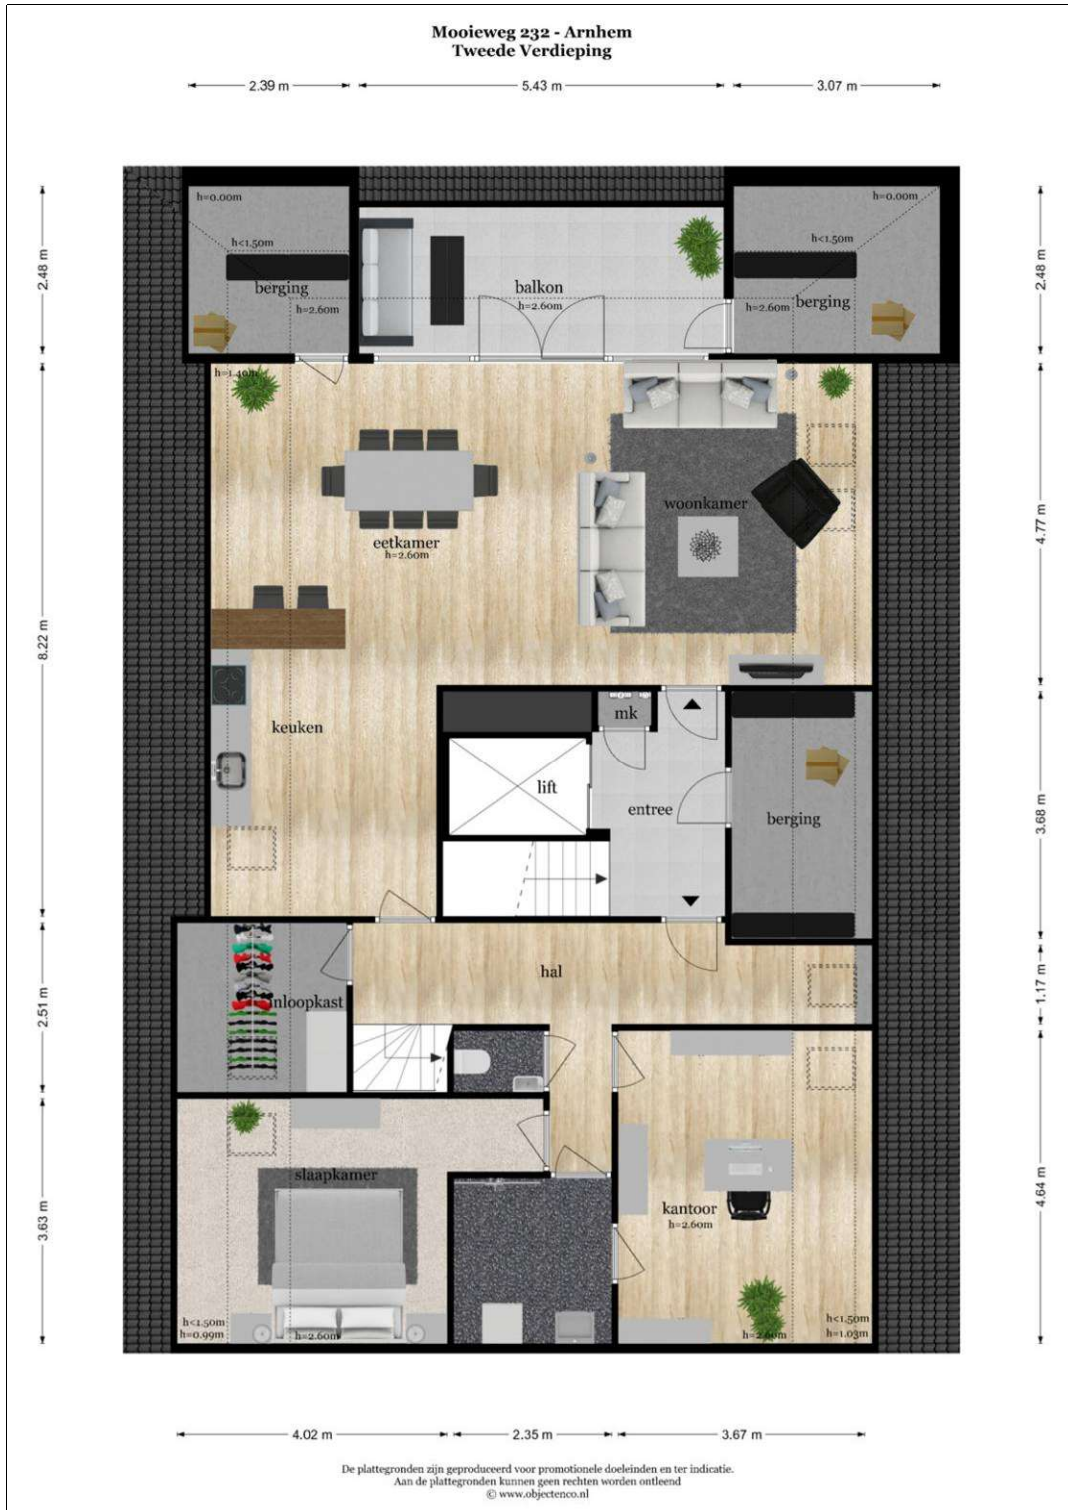 Mooieweg 232 - Arnhem
Tweede Verdieping
2.39 m
5.43 m
3.07 m
h=0.00m
h=0.00m
h<1.50m
h<1.50m
2.48 m
berging
h=2.60m
balkon
h=2.60m
h=2.60m
berging
2.48 m
h=1.40m
woonkamer
eetkamer
h=2.60m
4.77 m
8.22 m
keuken
mk
lift
entree
berging
3.68 m
hal
inloopkast
2.51 m
1.17 m
slaapkamer
kantoor
h=2.60m
3.63 m
4.64 m
h<1.50m
h=0.99m
h=2.60m
h=2.60m
h<1.50m
h=1.03m
4.02 m
2.35 m
3.67 m
De plattegronden zijn geproduceerd voor promotionele doeleinden en ter indicatie.
Aan de plattegronden kunnen geen rechten worden ontleend
© www.objectenco.nl